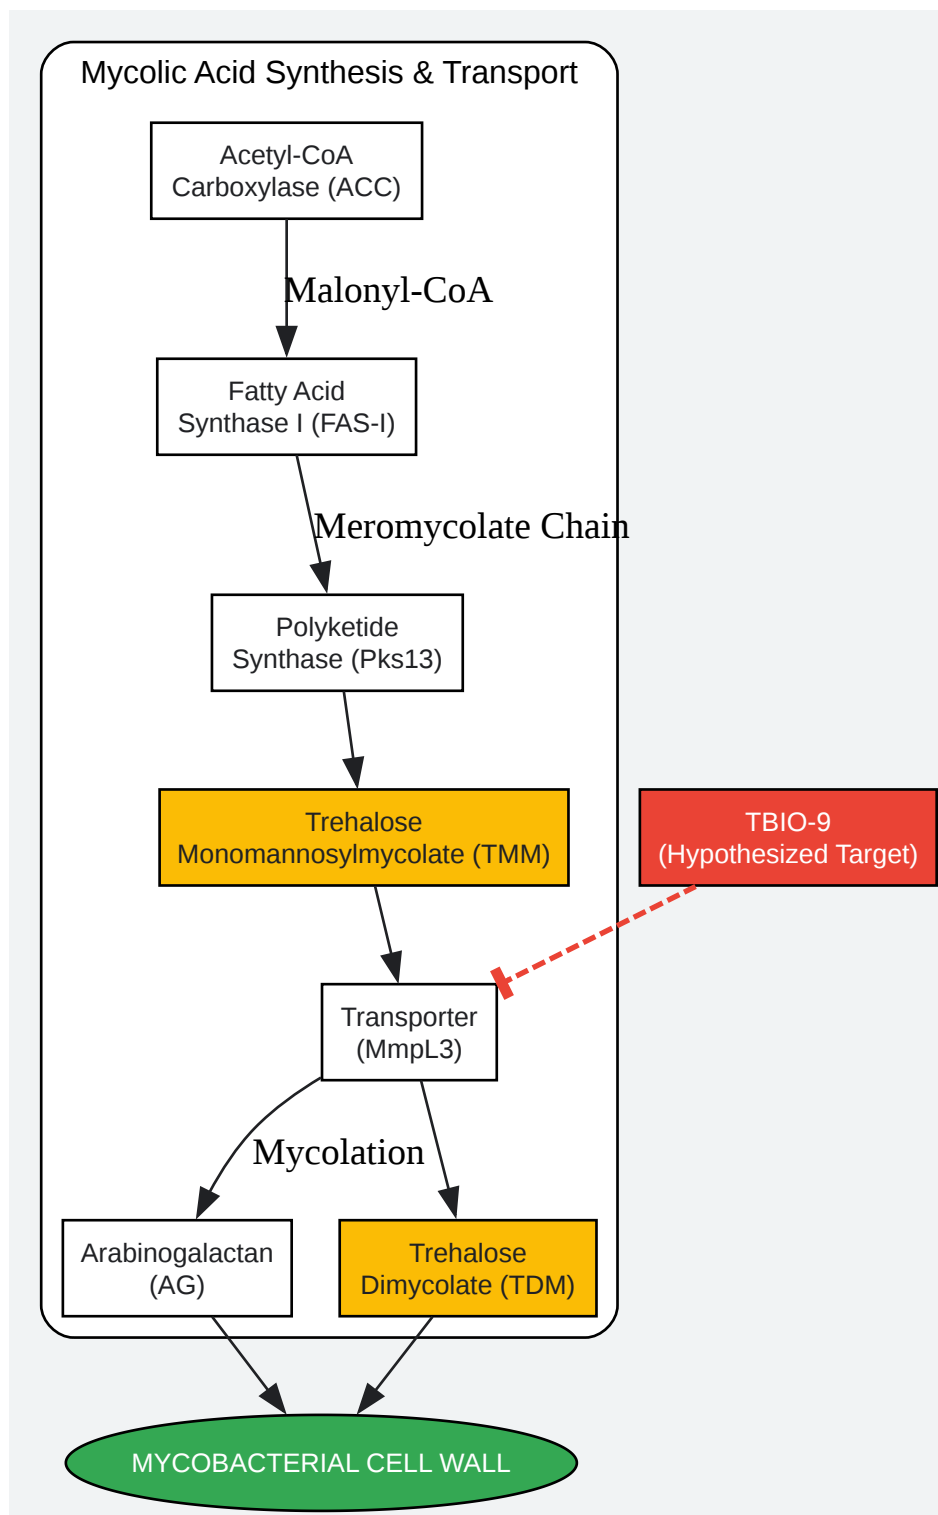 Mycolic Acid Synthesis & Transport
Acetyl-CoA
Carboxylase (ACC)
Malonyl-CoA
Fatty Acid
Synthase I (FAS-I)
Meromycolate Chain
Polyketide
Synthase (Pks13)
Trehalose
Monomannosylmycolate (TMM)
TBIO-9
(Hypothesized Target)
Transporter
(MmpL3)
Mycolation
Arabinogalactan
(AG)
Trehalose
Dimycolate (TDM)
MYCOBACTERIAL CELL WALL